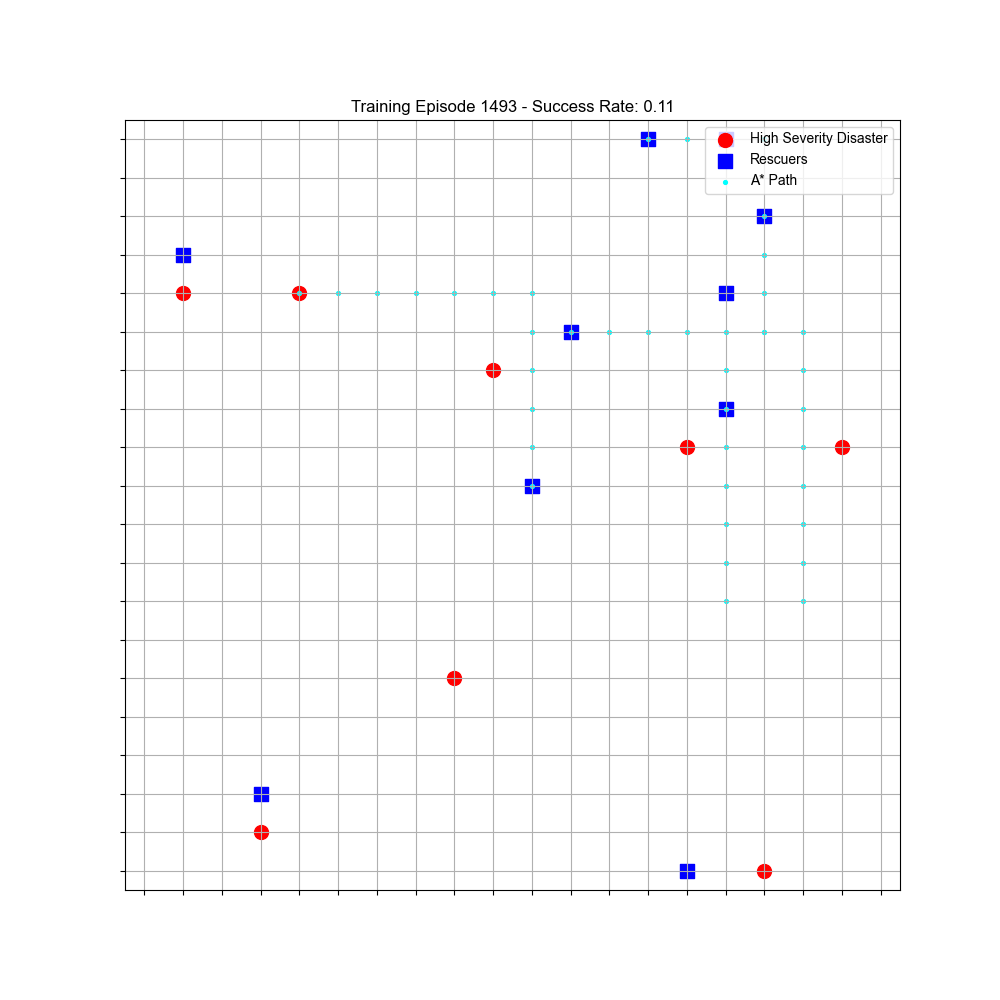 Training Episode 1493 - Success Rate: 0.11
High Severity Disaster
Rescuers
A* Path